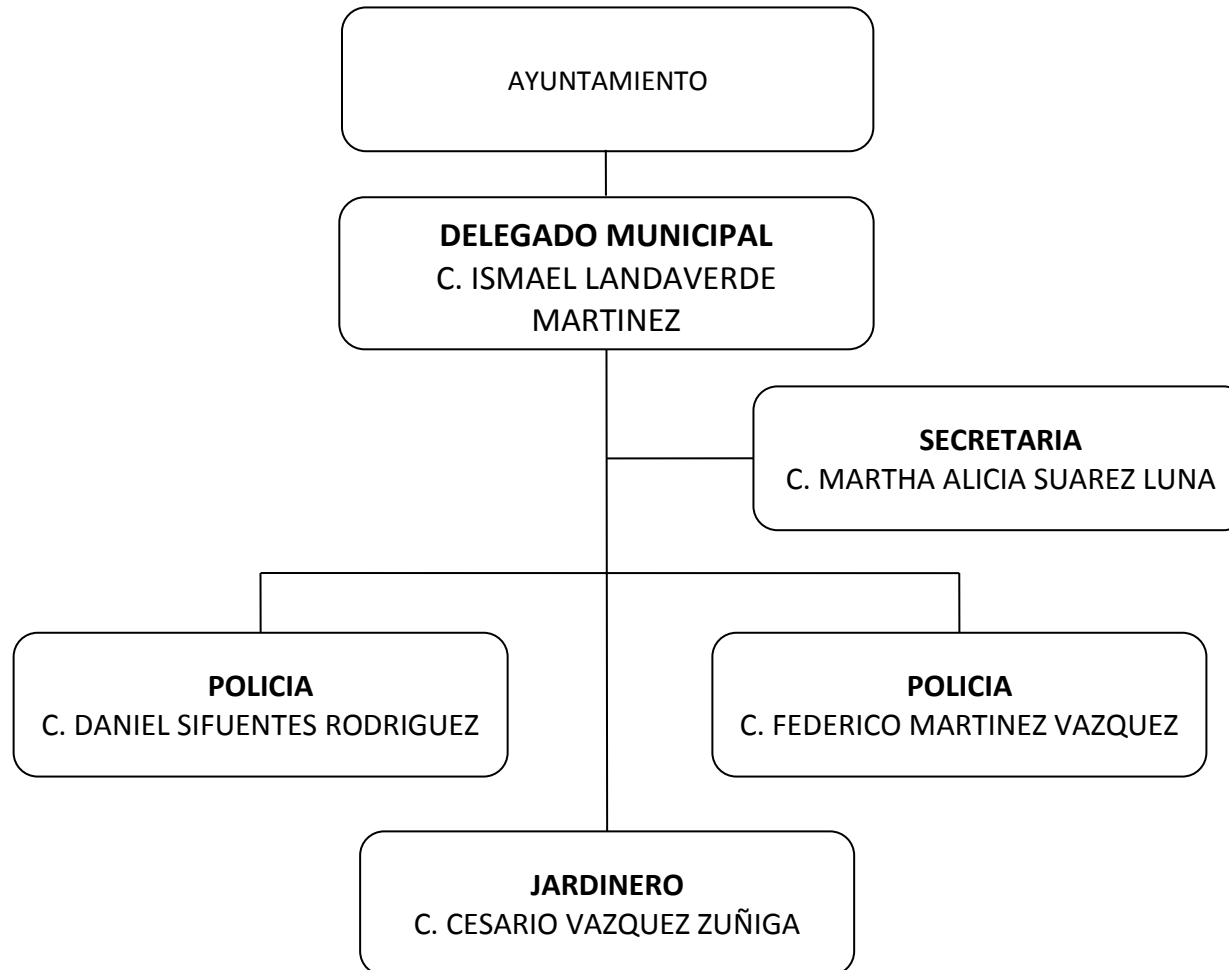 AYUNTAMIENTO
DELEGADO MUNICIPAL
C. ISMAEL LANDAVERDE
MARTINEZ
SECRETARIA
C. MARTHA ALICIA SUAREZ LUNA
POLICIA
C. DANIEL SIFUENTES RODRIGUEZ
POLICIA
C. FEDERICO MARTINEZ VAZQUEZ
JARDINERO
C. CESARIO VAZQUEZ ZUÑIGA